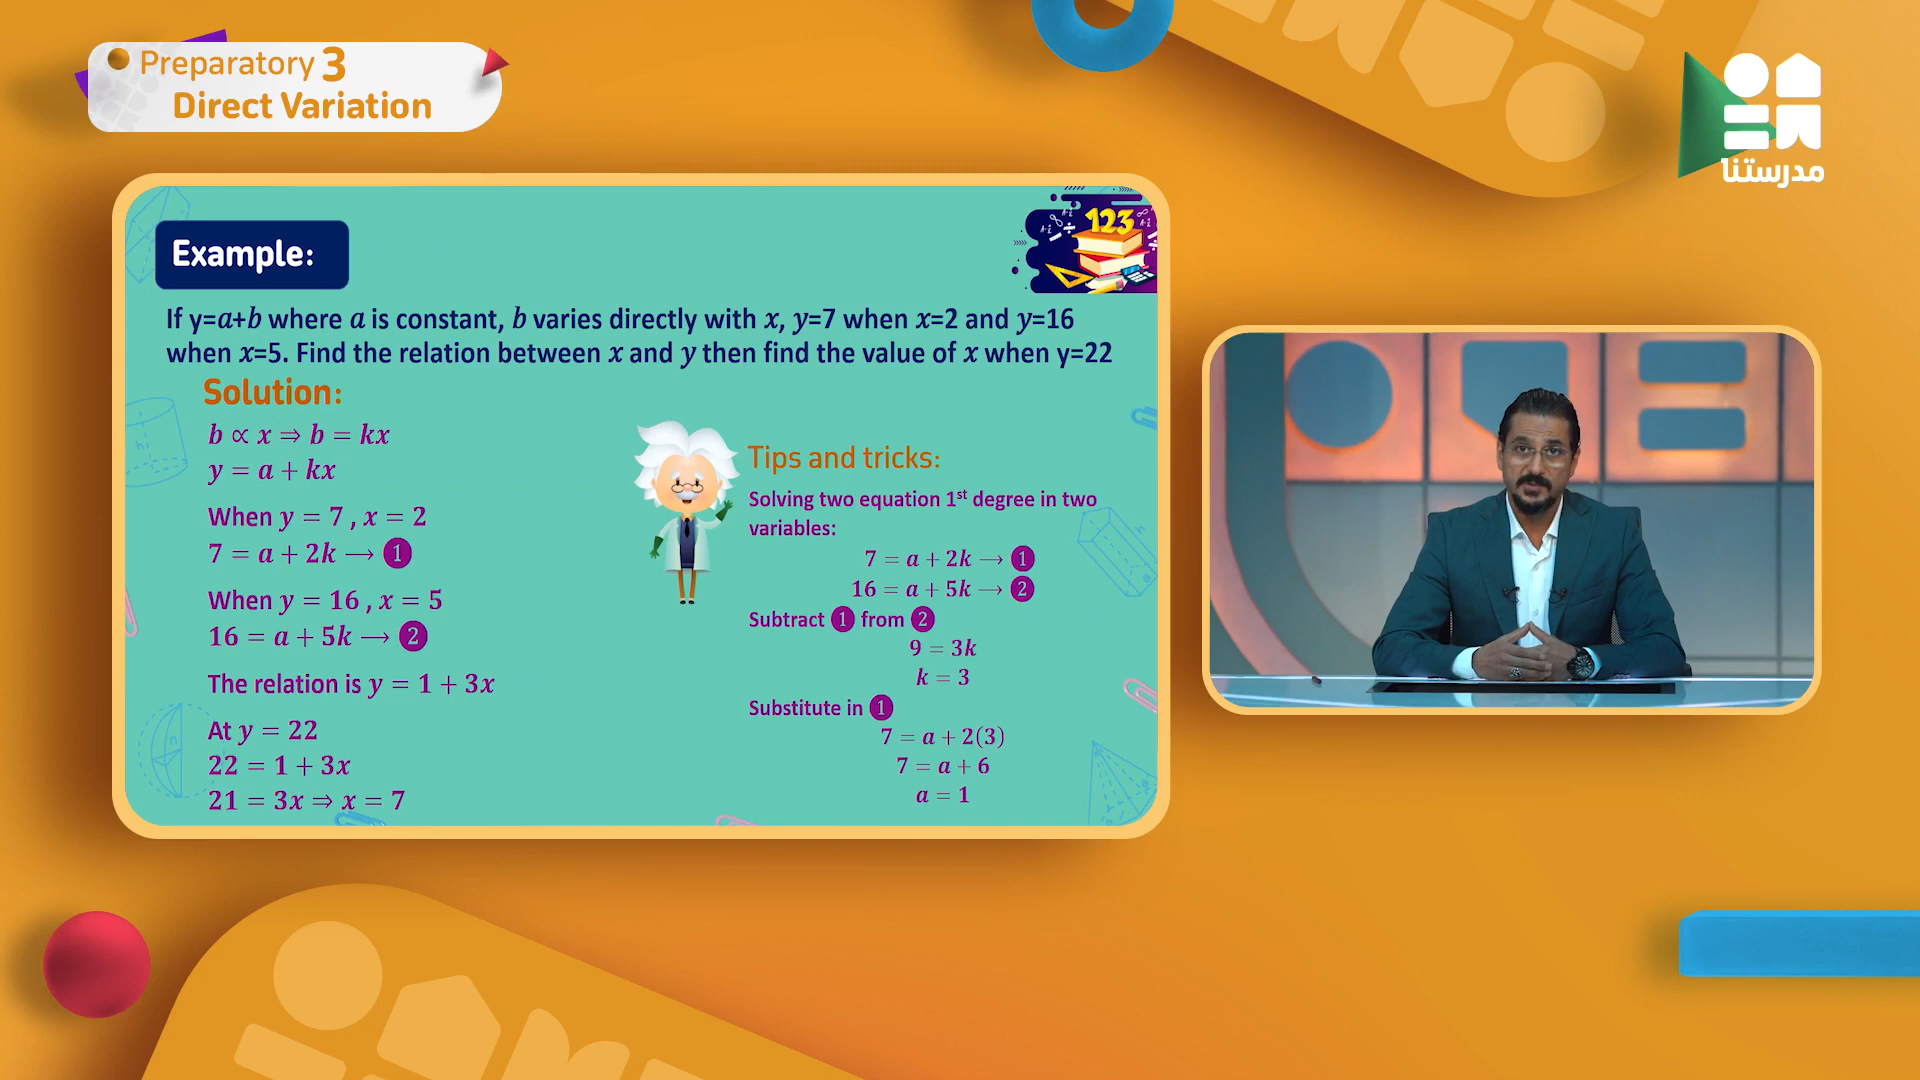 Preparatory 3
Direct Variation
مدرستنا
Example:
123
If y=a+b where a is constant, b varies directly with x, y=7 when x=2 and y=16
when x=5. Find the relation between x and y then find the value of x when y=22
Solution:
b ∝ x ⇒ b = kx
y = a + kx
When y = 7 , x = 2
7 = a + 2k → 1
When y = 16 , x = 5
16 = a + 5k → 2
The relation is y = 1 + 3x
At y = 22
22 = 1 + 3x
21 = 3x ⇒ x = 7
Tips and tricks:
Solving two equation 1st degree in two
variables:
7 = a + 2k → 1
16 = a + 5k → 2
Subtract 1 from 2
9 = 3k
k = 3
Substitute in 1
7 = a + 2(3)
7 = a + 6
a = 1